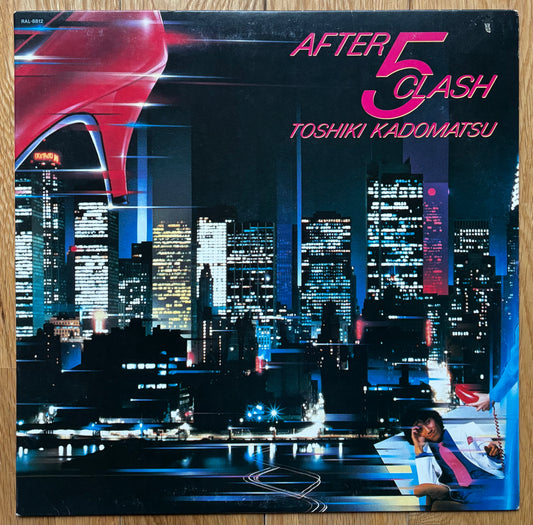 RAL-8812
AFTER 5 CLASH
TOSHIKI KADOMATSU